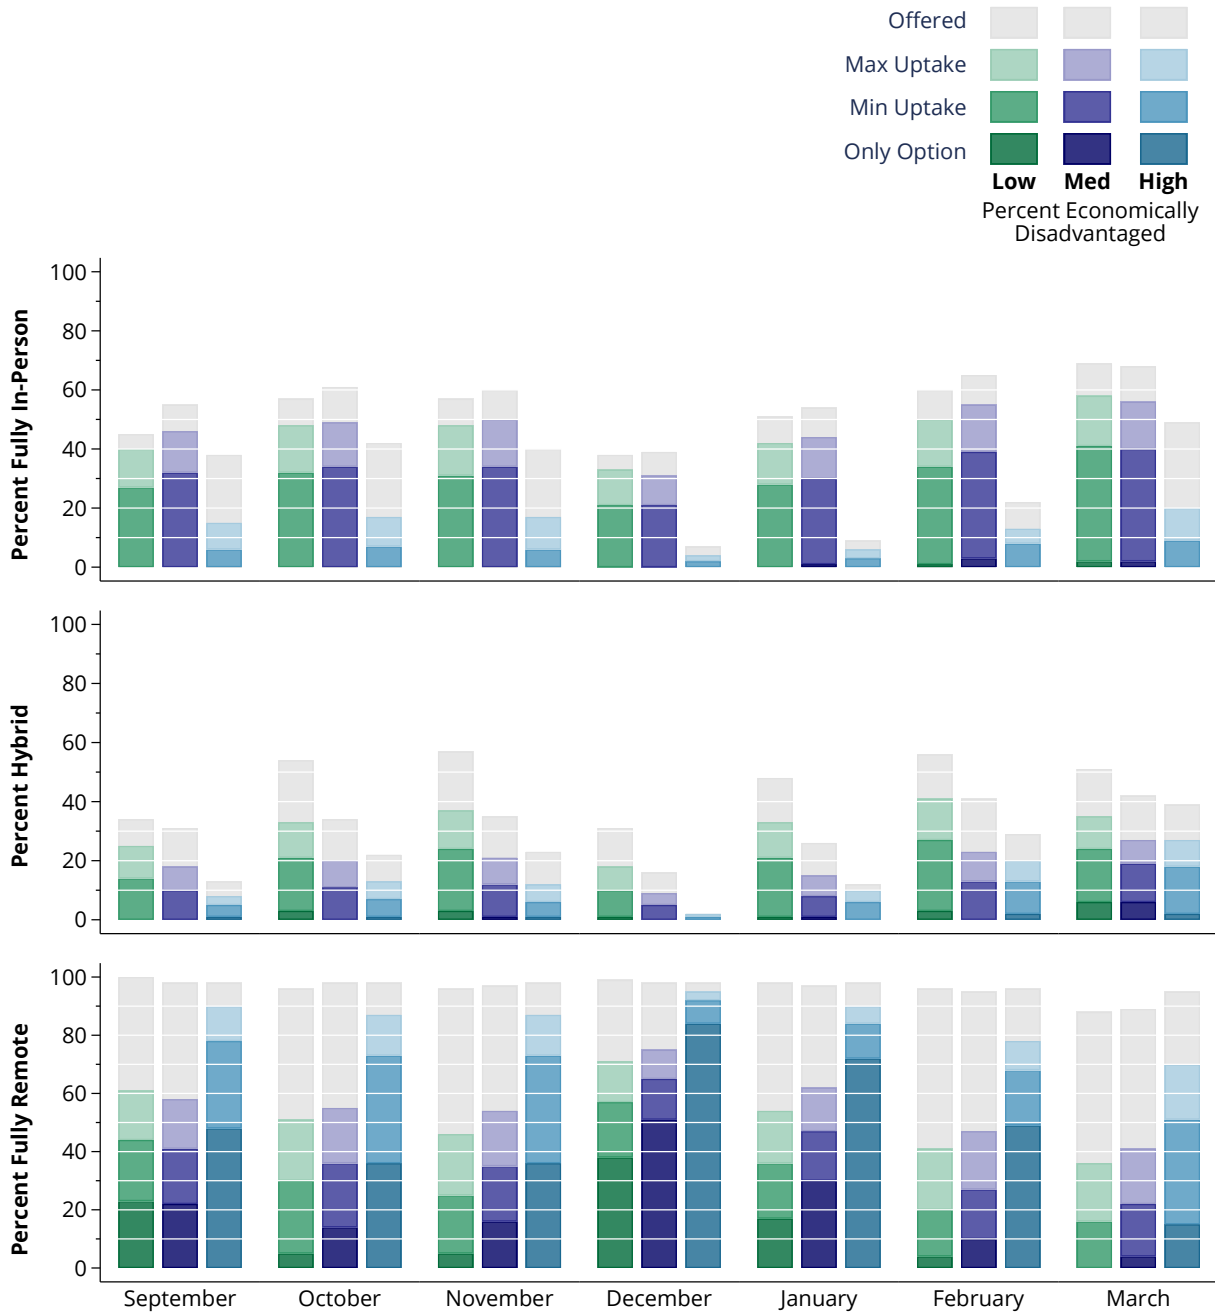 Offered
Max Uptake
Min Uptake
Only Option
Low Med High
Percent Economically
Disadvantaged
Percent Fully In-Person
100
80
60
40
20
0
Percent Hybrid
100
80
60
40
20
0
Percent Fully Remote
100
80
60
40
20
0
September October November December January February March